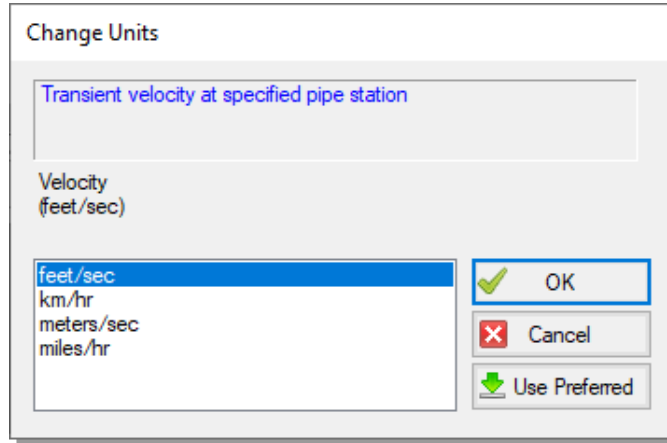 Change Units
Transient velocity at specified pipe station
Velocity
(feet/sec)
feet/sec
km/hr
meters/sec
miles/hr
OK
Cancel
Use Preferred